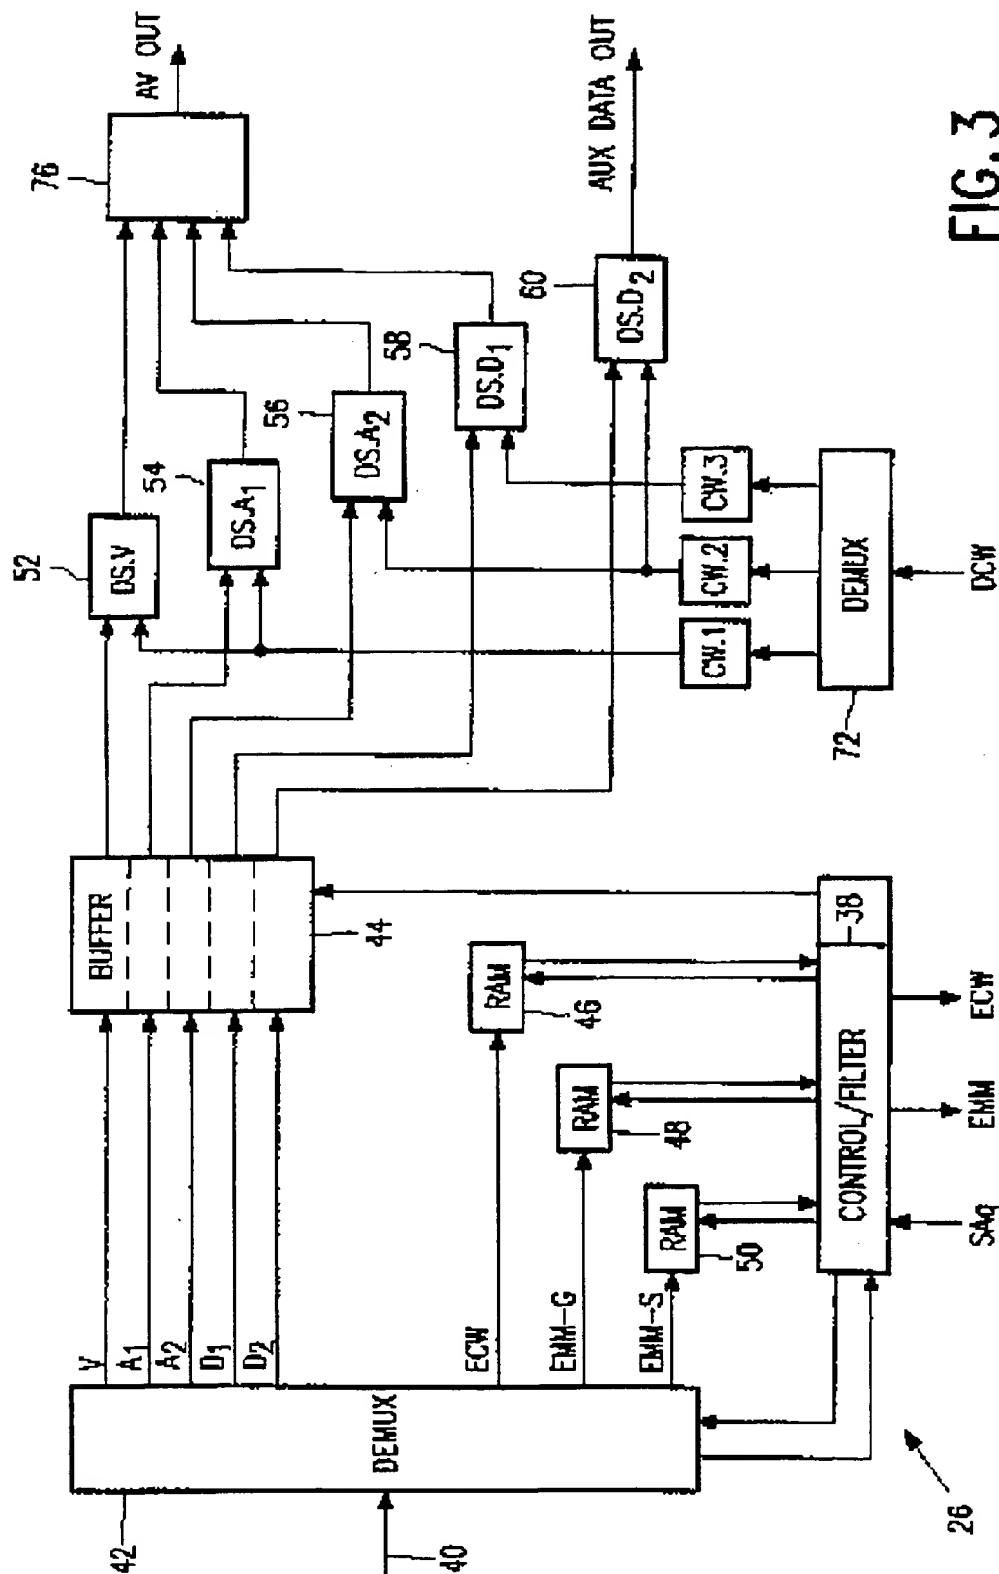 42
40
DEMUX
V
A1
A2
D1
D2
ECW
EMM-G
EMM-S
26
BUFFER
44
RAM
46
RAM
48
RAM
50
CONTROL/FILTER
38
SAq
EMM
ECW
52
DS.V
54
DS.A1
56
DS.A2
58
DS.D1
60
DS.D2
CW.1
CW.2
CW.3
DEMUX
72
DCW
76
AV OUT
AUX DATA OUT
FIG. 3